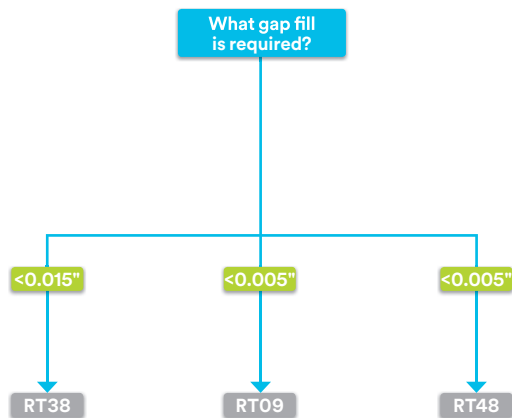 What gap fill
is required?
<0.015"
<0.005"
<0.005"
RT38
RT09
RT48